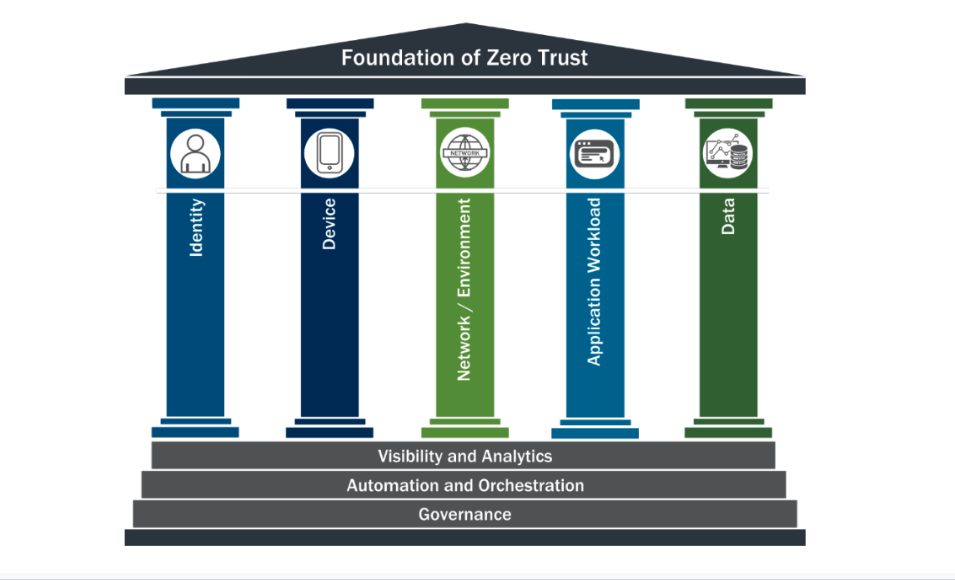 Foundation of Zero Trust
NETWORK
Identity
Device
Network / Environment
Application Workload
Data
Visibility and Analytics
Automation and Orchestration
Governance